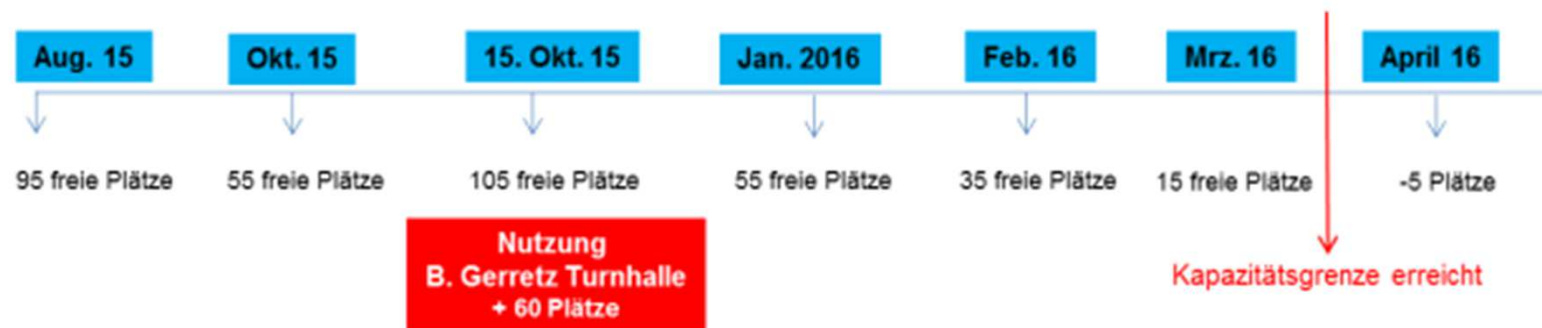 Aug. 15
Okt. 15
15. Okt. 15
Jan. 2016
Feb. 16
Mrz. 16
April 16
95 freie Plätze
55 freie Plätze
105 freie Plätze
55 freie Plätze
35 freie Plätze
15 freie Plätze
-5 Plätze
Nutzung
B. Gerretz Turnhalle
+ 60 Plätze
Kapazitätsgrenze erreicht